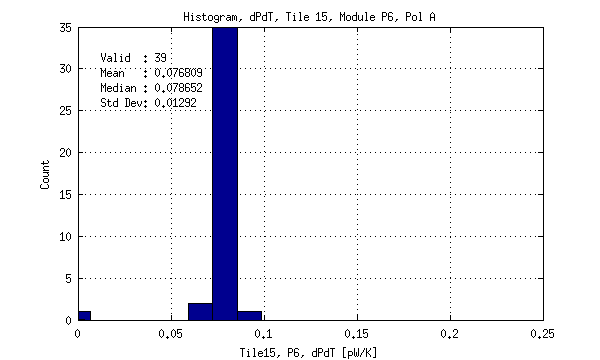 Histogram, dPdT, Tile 15, Module P6, Pol A
Valid : 39
Mean : 0.076809
Median : 0.078652
Std Dev: 0.01292
Count
35
30
25
20
15
10
5
0
0 0.05 0.1 0.15 0.2 0.25
Tile15, P6, dPdT [pW/K]